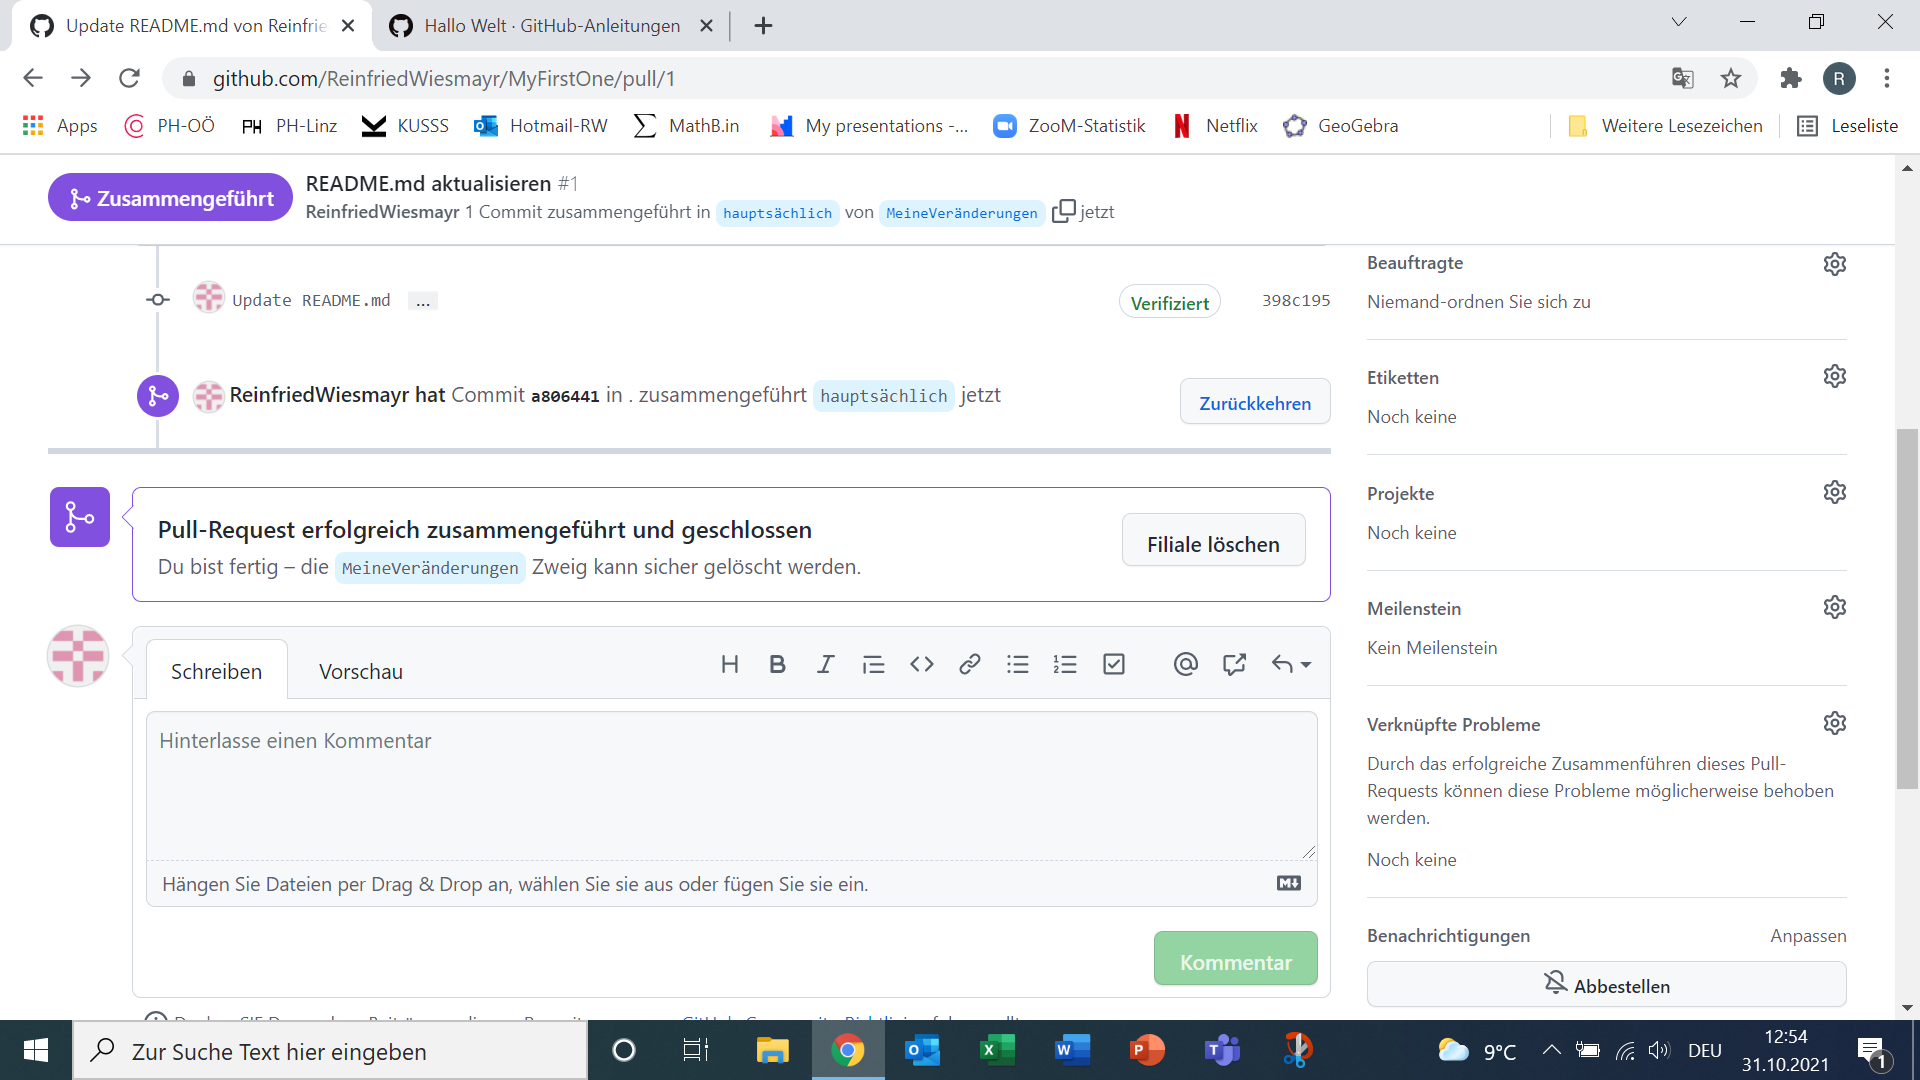 Update README.md von Reinfrie
Hallo Welt · GitHub-Anleitungen
github.com/ReinfriedWiesmayr/MyFirstOne/pull/1
R
Apps
PH-OÖ
PH PH-Linz
KUSSS
Hotmail-RW
MathB.in
My presentations -...
ZooM-Statistik
Netflix
GeoGebra
Weitere Lesezeichen
Leseliste
Zusammengeführt
README.md aktualisieren #1
ReinfriedWiesmayr 1 Commit zusammengeführt in hauptsächlich von MeineVeränderungen jetzt
Update README.md ...
Verifiziert
398c195
ReinfriedWiesmayr hat Commit a806441 in . zusammengeführt hauptsächlich jetzt
Zurückkehren
Pull-Request erfolgreich zusammengeführt und geschlossen
Du bist fertig – die MeineVeränderungen Zweig kann sicher gelöscht werden.
Filiale löschen
Schreiben
Vorschau
Hinterlasse einen Kommentar
Hängen Sie Dateien per Drag & Drop an, wählen Sie sie aus oder fügen Sie sie ein.
Kommentar
Beauftragte
Niemand-ordnen Sie sich zu
Etiketten
Noch keine
Projekte
Noch keine
Meilenstein
Kein Meilenstein
Verknüpfte Probleme
Durch das erfolgreiche Zusammenführen dieses Pull-
Requests können diese Probleme möglicherweise behoben
werden.
Noch keine
Benachrichtigungen
Anpassen
Abbestellen
Zur Suche Text hier eingeben
9°C
DEU
12:54
31.10.2021
1